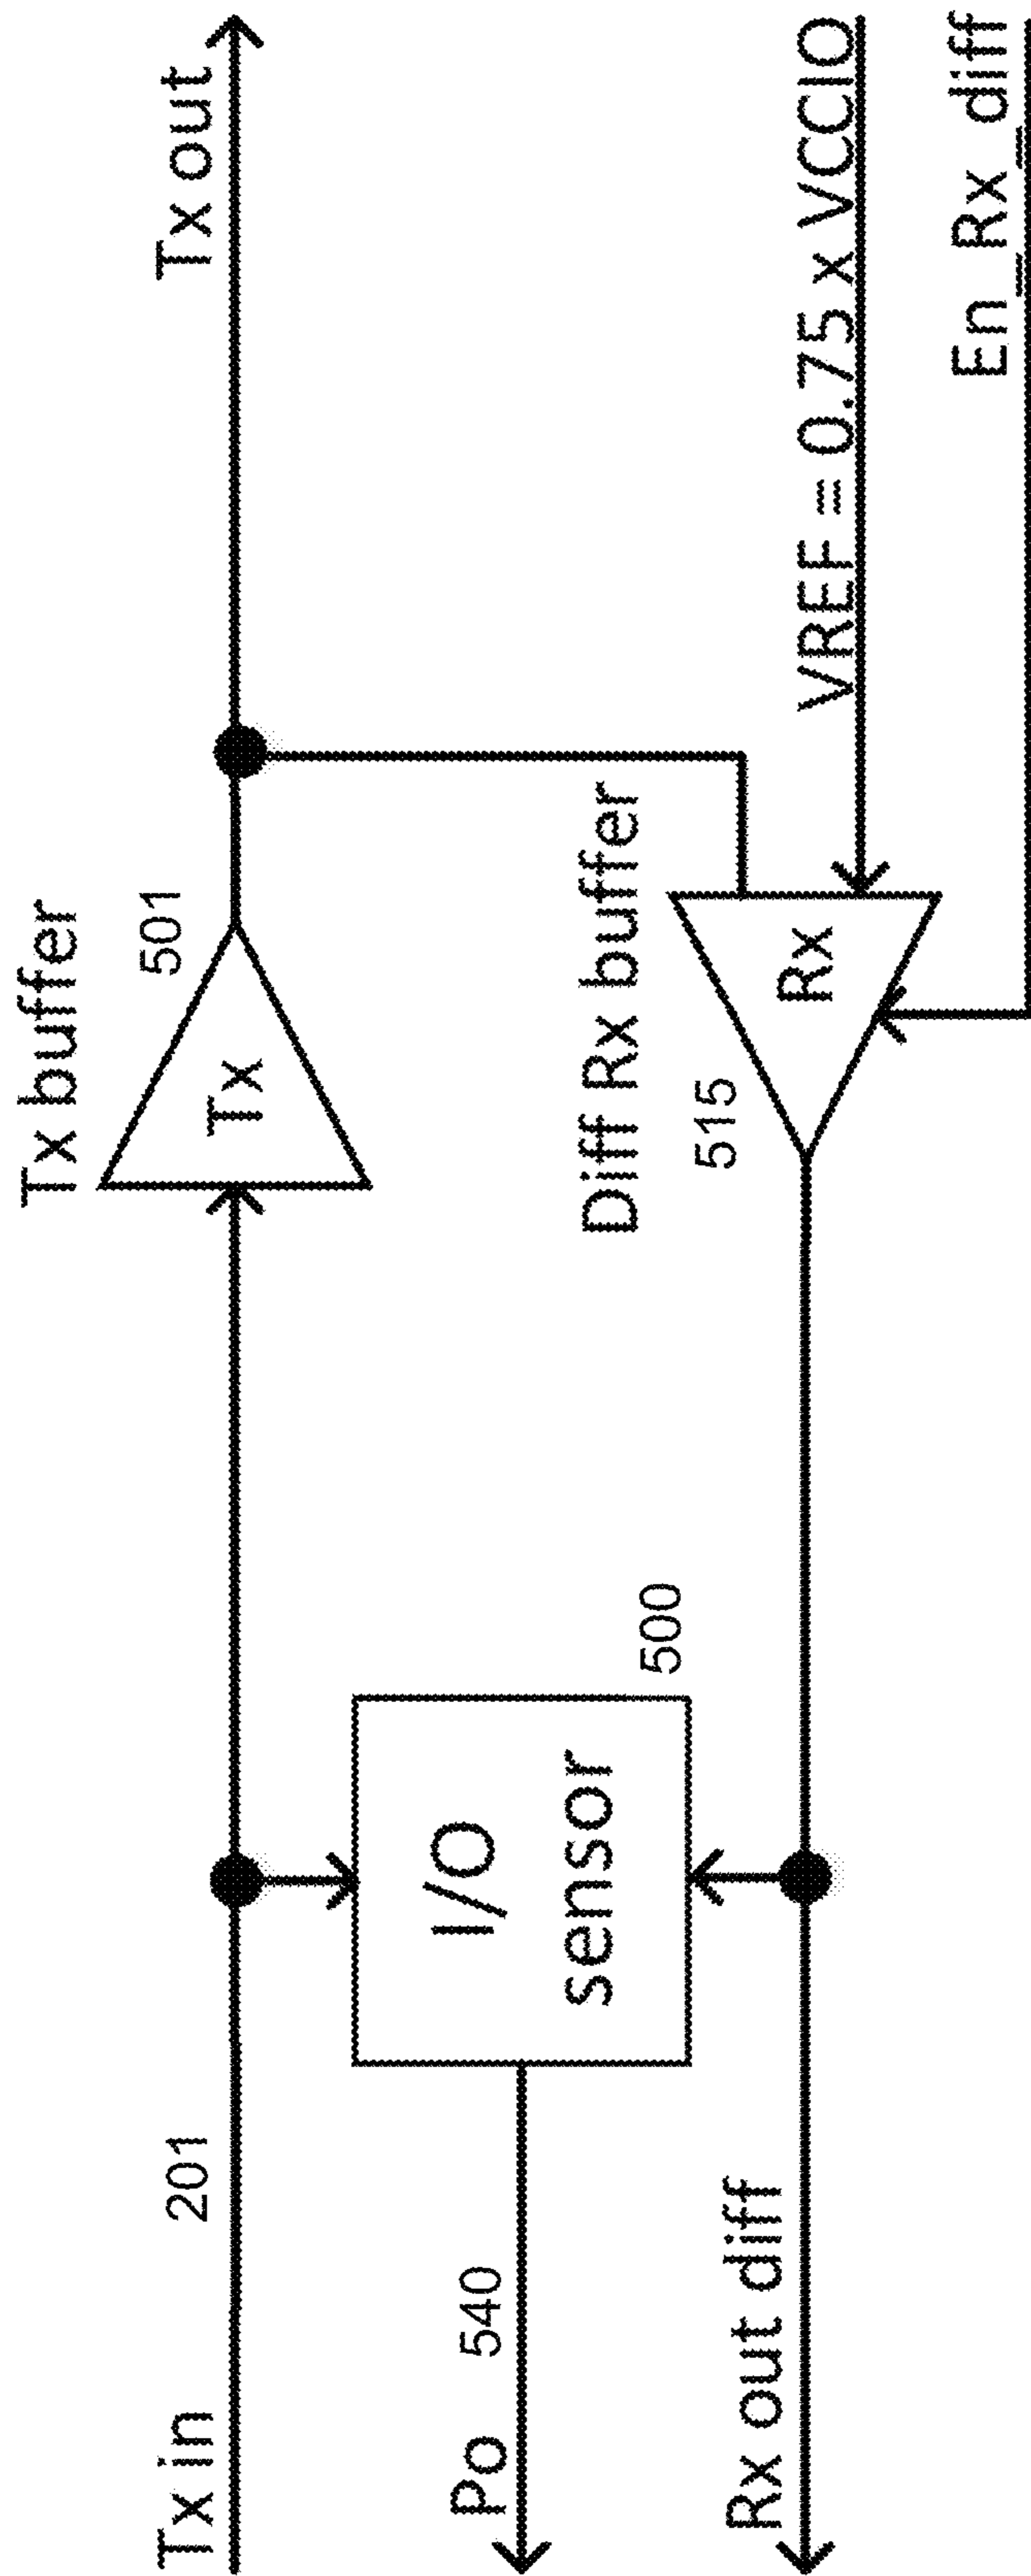 Tx buffer
Tx in
201
501
Tx out
Tx
Po
540
I/O
sensor
500
Diff Rx buffer
515
Rx
Rx out diff
VREF = 0.75 x VCCIO
En_Rx_diff